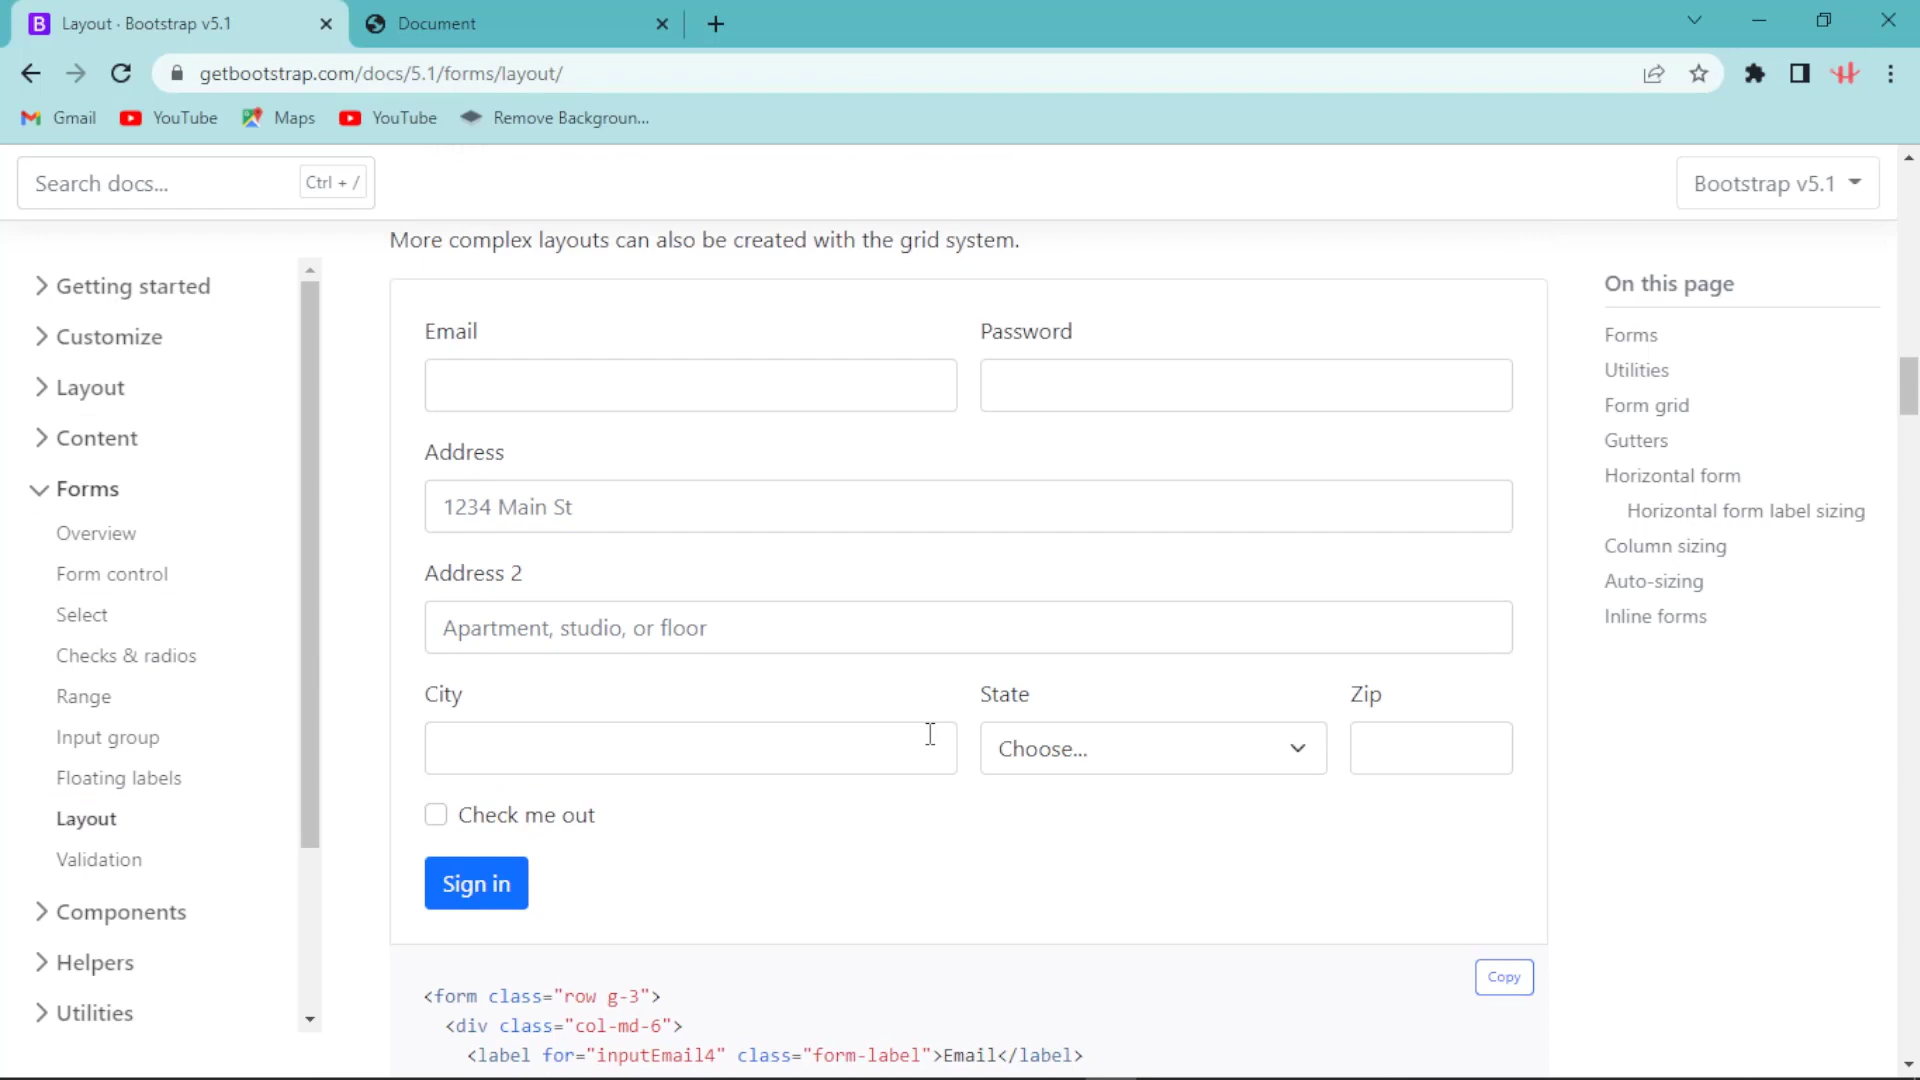 Layout · Bootstrap v5.1
Document
getbootstrap.com/docs/5.1/forms/layout/
Gmail
YouTube
Maps
YouTube
Remove Backgroun...
Search docs...
Ctrl + /
Bootstrap v5.1
Getting started
Customize
Layout
Content
Forms
Overview
Form control
Select
Checks & radios
Range
Input group
Floating labels
Layout
Validation
Components
Helpers
Utilities
More complex layouts can also be created with the grid system.
Email
Password
Address
1234 Main St
Address 2
Apartment, studio, or floor
City
State
Zip
Choose...
Check me out
Sign in
Copy
<form class="row g-3">
<div class="col-md-6">
<label for="inputEmail4" class="form-label">Email</label>
On this page
Forms
Utilities
Form grid
Gutters
Horizontal form
Horizontal form label sizing
Column sizing
Auto-sizing
Inline forms